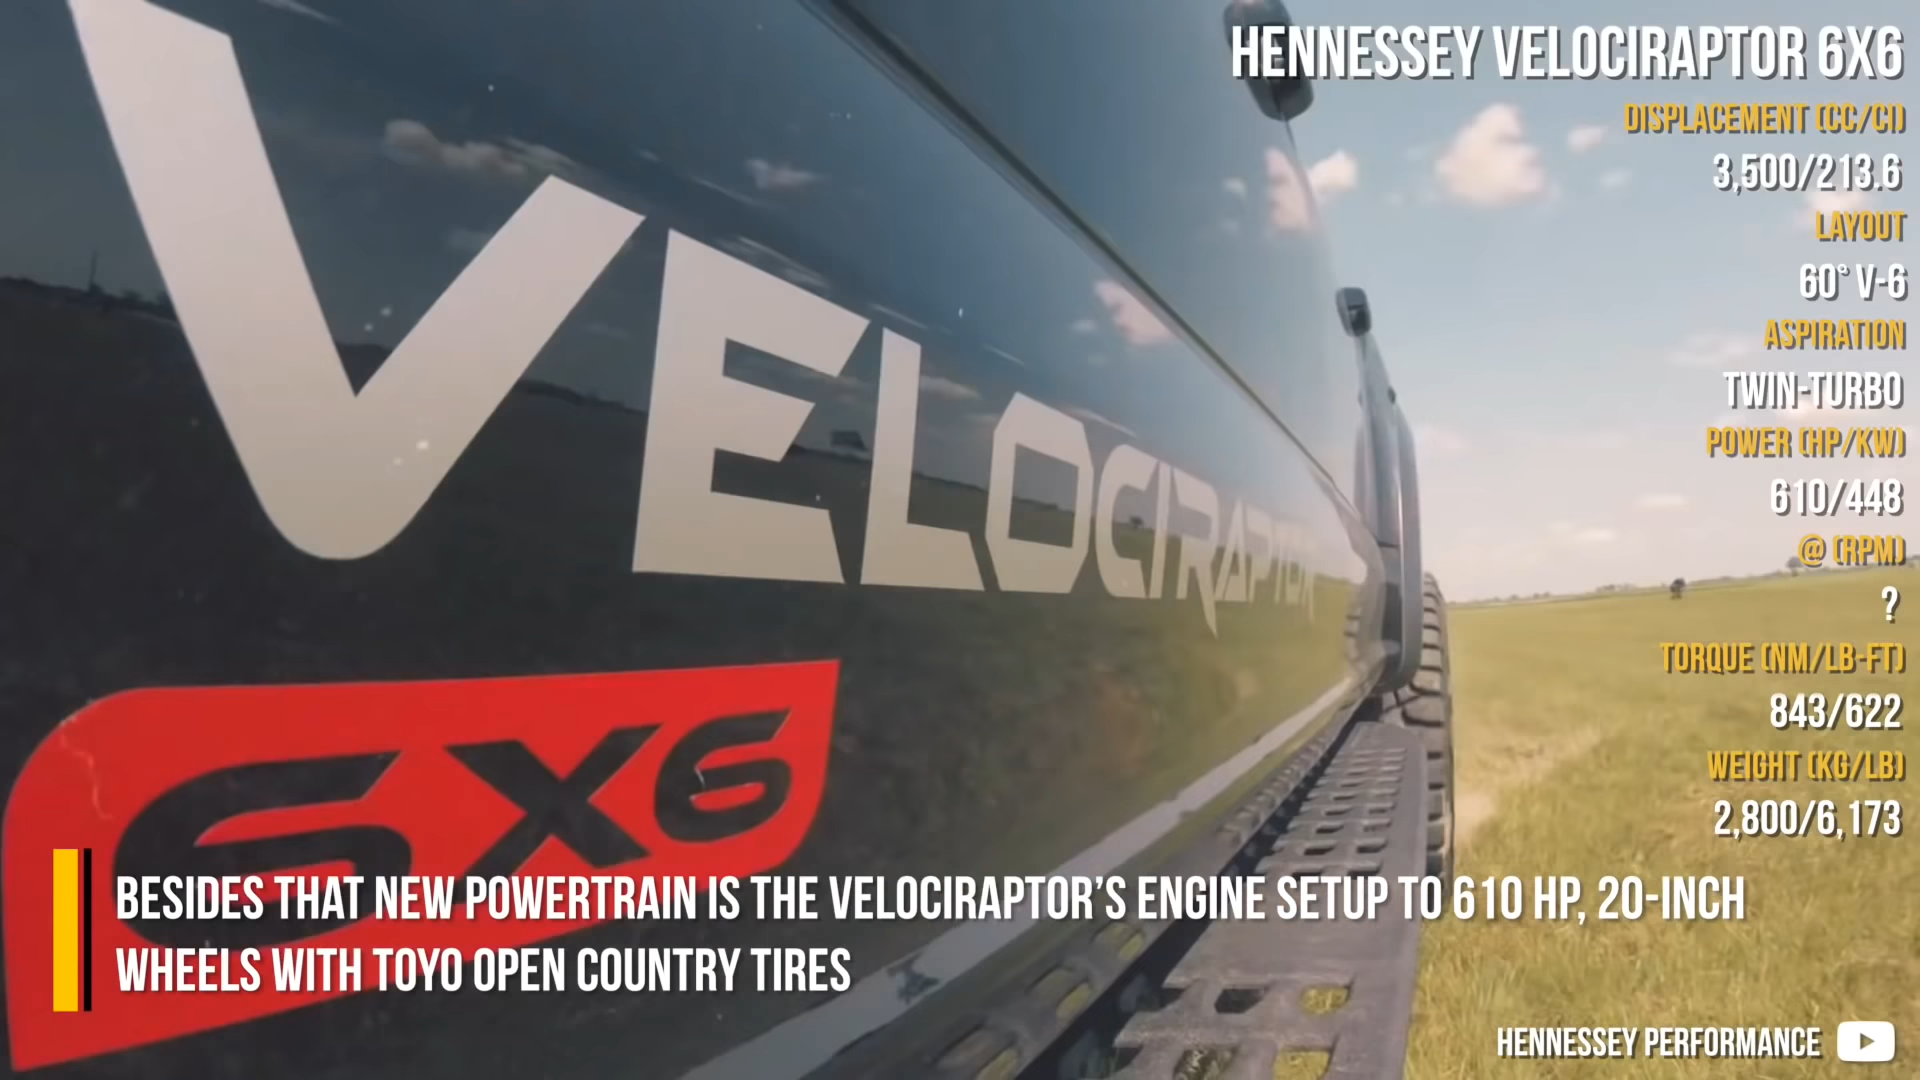 HENNESSEY VELOCIRAPTOR 6X6
DISPLACEMENT (CC/CI)
3,500/213.6
LAYOUT
60° V-6
ASPIRATION
TWIN-TURBO
POWER (HP/KW)
610/448
@ (RPM)
?
TORQUE (NM/LB-FT)
843/622
WEIGHT (KG/LB)
2,800/6,173
VELOCIRAPTOR
6X6
BESIDES THAT NEW POWERTRAIN IS THE VELOCIRAPTOR’S ENGINE SETUP TO 610 HP, 20-INCH
WHEELS WITH TOYO OPEN COUNTRY TIRES
HENNESSEY PERFORMANCE